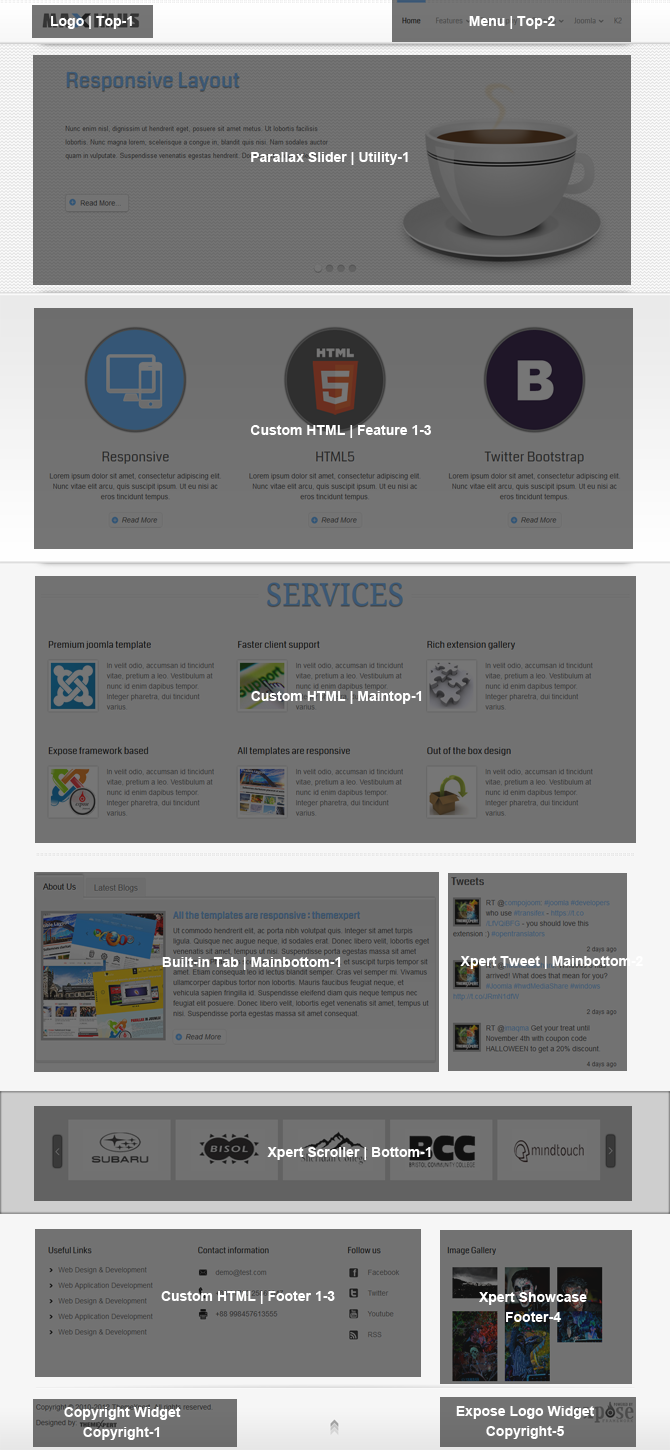 Logo | Top-1
Home Features Menu | Top-2 Joomla K2
Responsive Layout
Nunc enim nisl, dignissim ut hendrerit eget, posuere sit amet metus. Ut lobortis facilisis
lobortis. Nunc magna lorem, scelerisque a congue in, blandit quis nisi. Nam sodales auctor
quam in vulputate. Suspendisse venenatis egestas hendrerit.
Parallax Slider | Utility-1
Read More...
HTML
5
B
Custom HTML | Feature 1-3
Responsive HTML5 Twitter Bootstrap
Lorem ipsum dolor sit amet, consectetur adipiscing elit. Lorem ipsum dolor sit amet, consectetur adipiscing elit. Lorem ipsum dolor sit amet, consectetur adipiscing elit.
Nunc vitae elit arcu, quis suscipit ipsum. Ut eu nisi ac Nunc vitae elit arcu, quis suscipit ipsum. Ut eu nisi ac Nunc vitae elit arcu, quis suscipit ipsum. Ut eu nisi ac
eros tincidunt tempus. eros tincidunt tempus. eros tincidunt tempus.
Read More Read More Read More
SERVICES
Premium joomla template Faster client support Rich extension gallery
In velit odio, accumsan id tincidunt In velit odio, accumsan id tincidunt In velit odio, accumsan id tincidunt
vitae, pretium a leo. Vestibulum at vitae, pretium a leo. Vestibulum at vitae, pretium a leo. Vestibulum at
nunc id enim dapibus tempor. nunc id enim dapibus tempor. nunc id enim dapibus tempor.
Integer pharetra, dui tincidunt Integer pharetra, dui tincidunt
Custom HTML | Maintop-1
varius. varius. varius.
Expose framework based All templates are responsive Out of the box design
In velit odio, accumsan id tincidunt In velit odio, accumsan id tincidunt In velit odio, accumsan id tincidunt
vitae, pretium a leo. Vestibulum at vitae, pretium a leo. Vestibulum at vitae, pretium a leo. Vestibulum at
nunc id enim dapibus tempor. nunc id enim dapibus tempor. nunc id enim dapibus tempor.
Integer pharetra, dui tincidunt Integer pharetra, dui tincidunt Integer pharetra, dui tincidunt
varius. varius. varius.
About Us Latest Blogs
All the templates are responsive : themexpert
Ut commodo hendrerit elit, ac porta nibh volutpat quis. Integer sit amet turpis
ligula. Quisque nec augue neque, id sodales erat. Donec libero velit, lobortis eget
venenatis sit amet, tempus ut nisi. Suspendisse porta egestas massa sit amet
Built-in Tab | Mainbottom-1
amet. Etiam consequat leo id lectus blandit semper. Cras vel semper mi. Vivamus
ullamcorper dapibus tortor non lobortis. Mauris faucibus feugiat neque, et
vehicula sapien fringilla id. Suspendisse eleifend diam quis neque tempus nec
feugiat elit posuere. Donec libero velit, lobortis eget venenatis sit amet, tempus ut
nisi. Suspendisse porta egestas massa sit amet consequat.
Read More
Tweets
#joomla #developers
who use
- you should love this
extension :)
2 days ago
Xpert Tweet | Mainbottom-2
arrived! What does that mean for you?
#windows
2 days ago
RT Get your treat until
November 4th with coupon code
HALLOWEEN to get a 20% discount
4 days ago
SUBARU BISOL BCC mindtouch
BRISTOL COMMUNITY COLLEGE
Xpert Scroller | Bottom-1
Useful Links Contact information Follow us
Web Design & Development demo@test.com Facebook
Web Application Development Twitter
Web Design & Development +88 998457613555 Youtube
Web Application Development RSS
Web Design & Development
Custom HTML | Footer 1-3
Image Gallery
Xpert Showcase
Footer-4
Copyright Widget
Copyright-1
Designed by:
THEMEXPERT
Expose Logo Widget
Copyright-5